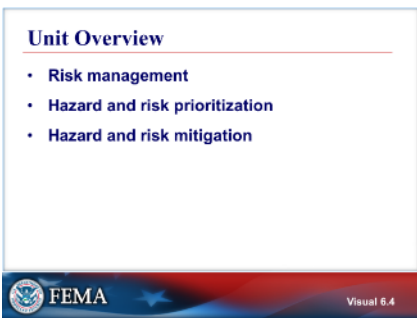 Unit Overview
• Risk management
• Hazard and risk prioritization
• Hazard and risk mitigation
FEMA
Visual 6.4